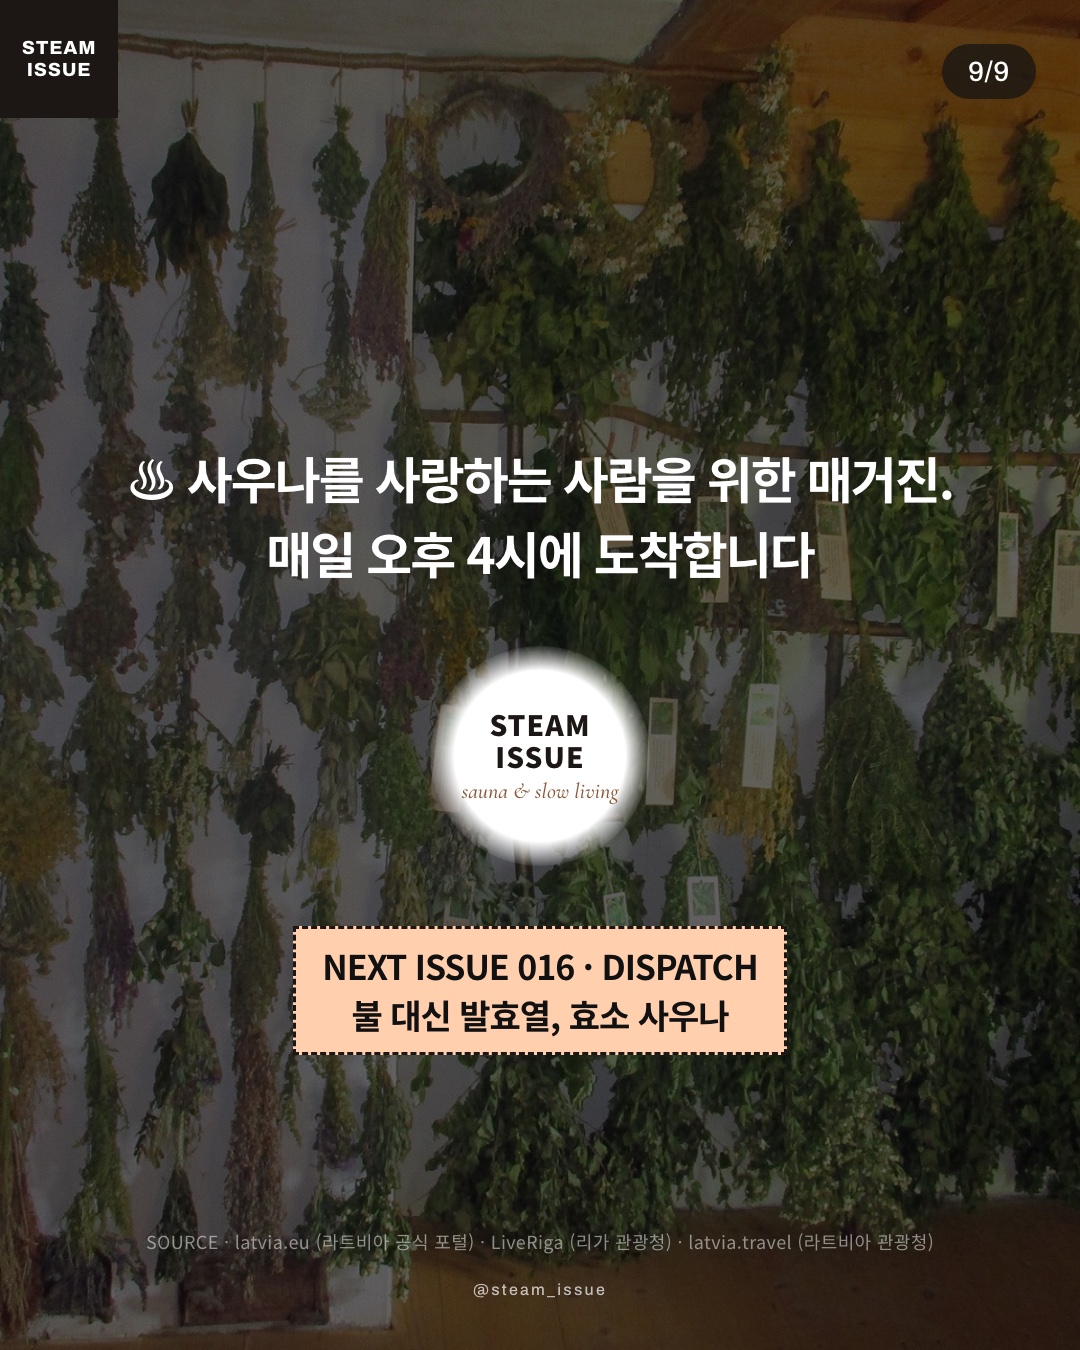 STEAM
ISSUE
9/9
♨ 사우나를 사랑하는 사람을 위한 매거진.
매일 오후 4시에 도착합니다
STEAM
ISSUE
sauna & slow living
NEXT ISSUE 016 · DISPATCH
불 대신 발효열, 효소 사우나
SOURCE · latvia.eu (라트비아 공식 포털) · LiveRiga (리가 관광청) · latvia.travel (라트비아 관광청)
@steam_issue